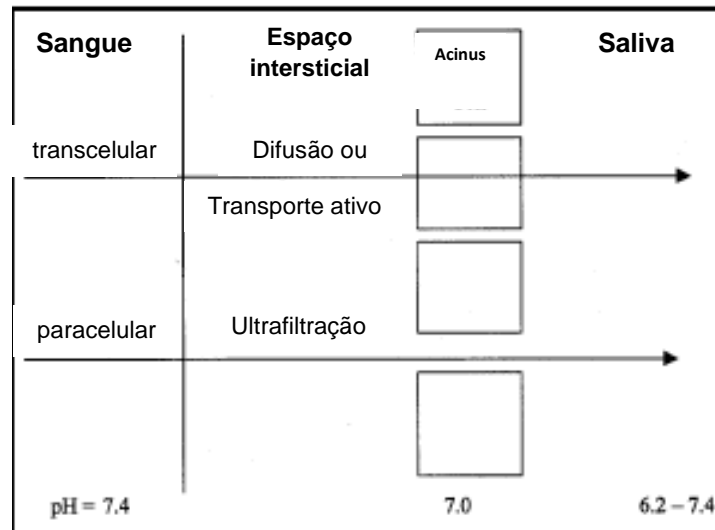 Sangue
Espaço
intersticial
Acinus
Saliva
transcelular
Difusão ou
Transporte ativo
paracelular
Ultrafiltração
pH = 7.4
7.0
6.2 – 7.4